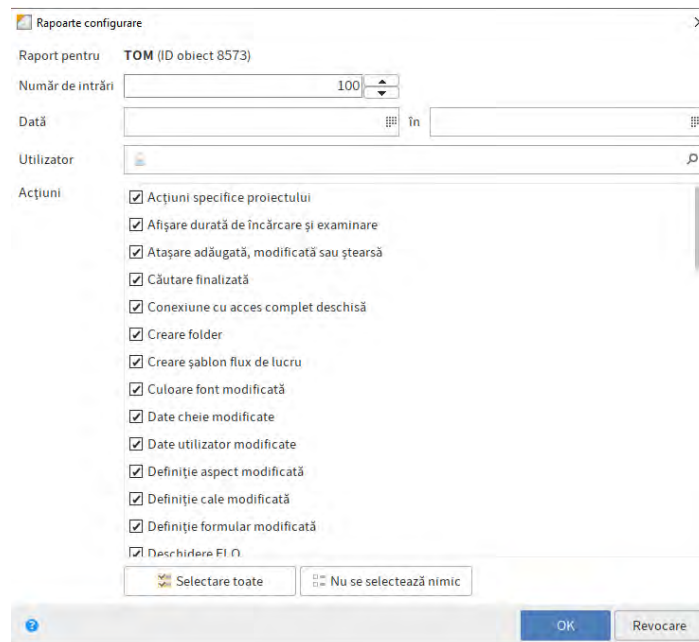 Rapoarte configurare
Raport pentru TOM (ID obiect 8573)
Număr de intrări 100
Dată în
Utilizator
Acțiuni
Acțiuni specifice proiectului
Afișare durată de încărcare și examinare
Atașare adăugată, modificată sau ștearsă
Căutare finalizată
Conexiune cu acces complet deschisă
Creare folder
Creare șablon flux de lucru
Culoare font modificată
Date cheie modificate
Date utilizator modificate
Definiție aspect modificată
Definiție cale modificată
Definiție formular modificată
Deschidere ELO
Selectare toate Nu se selectează nimic
OK Revocare